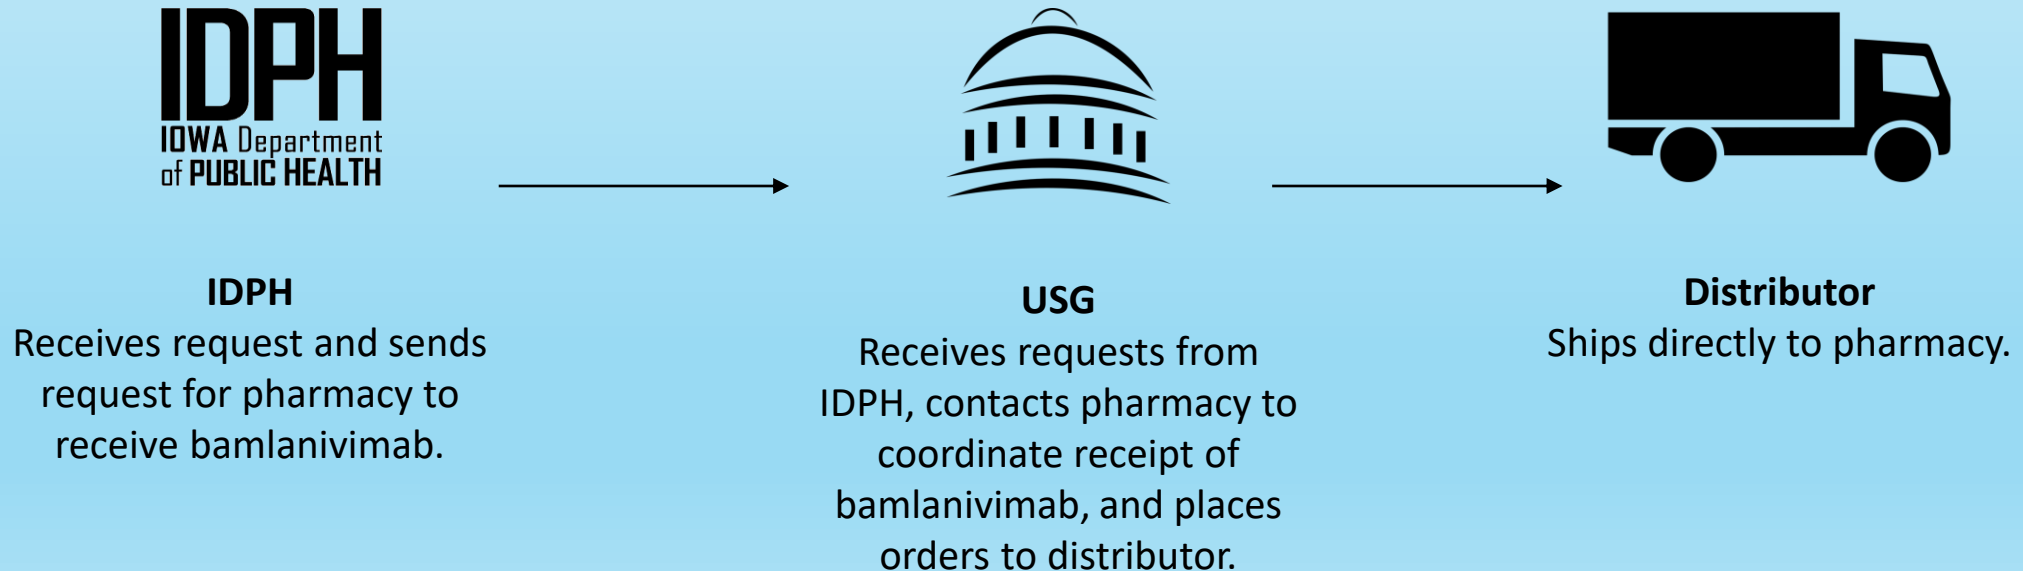 IDPH
IOWA Department
of PUBLIC HEALTH
IDPH
Receives request and sends
request for pharmacy to
receive bamlanivimab.
USG
Receives requests from
IDPH, contacts pharmacy to
coordinate receipt of
bamlanivimab, and places
orders to distributor.
Distributor
Ships directly to pharmacy.